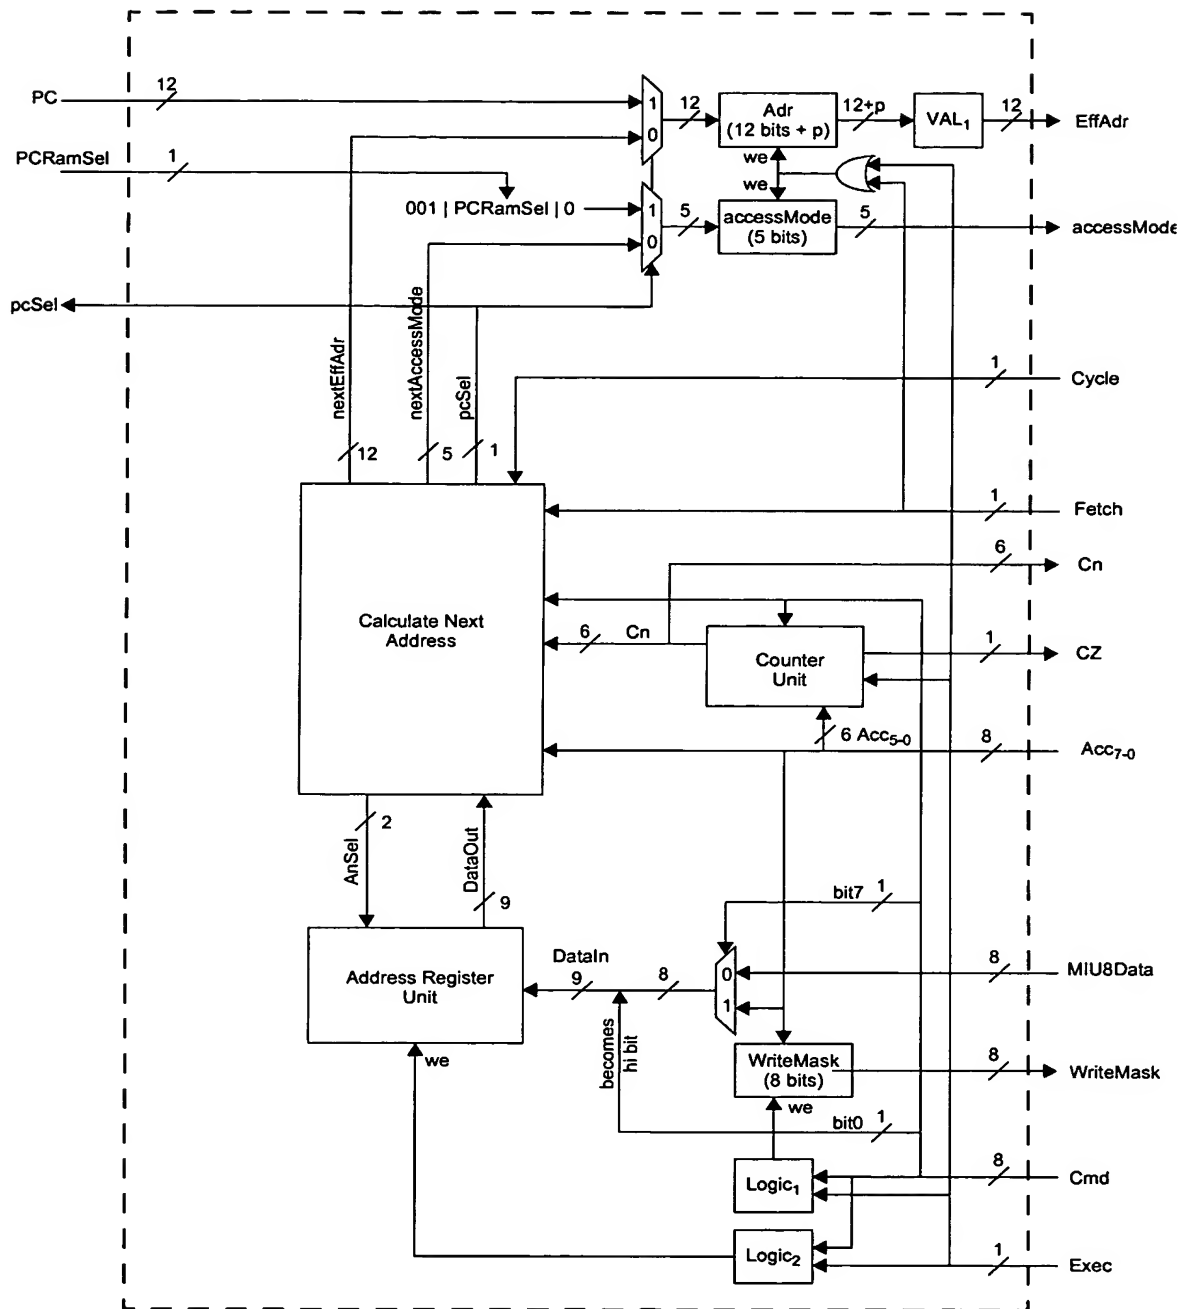 PC
12
1
0
12
Adr
(12 bits + p)
12+p
VAL1
12
EffAdr
PCRamSel
1
we
we
001 | PCRamSel | 0
1
0
5
accessMode
(5 bits)
5
accessMode
pcSel
nextEffAdr
nextAccessMode
pcSel
1
Cycle
12
5
1
1
Fetch
6
Cn
Calculate Next
Address
6
Cn
Counter
Unit
1
CZ
6 Acc5-0
8
Acc7-0
2
AnSel
DataOut
9
bit7
1
Address Register
Unit
DataIn
9
8
0
1
8
MIU8Data
becomes
hi bit
WriteMask
(8 bits)
8
WriteMask
we
we
bit0
1
Logic1
8
Cmd
Logic2
1
Exec